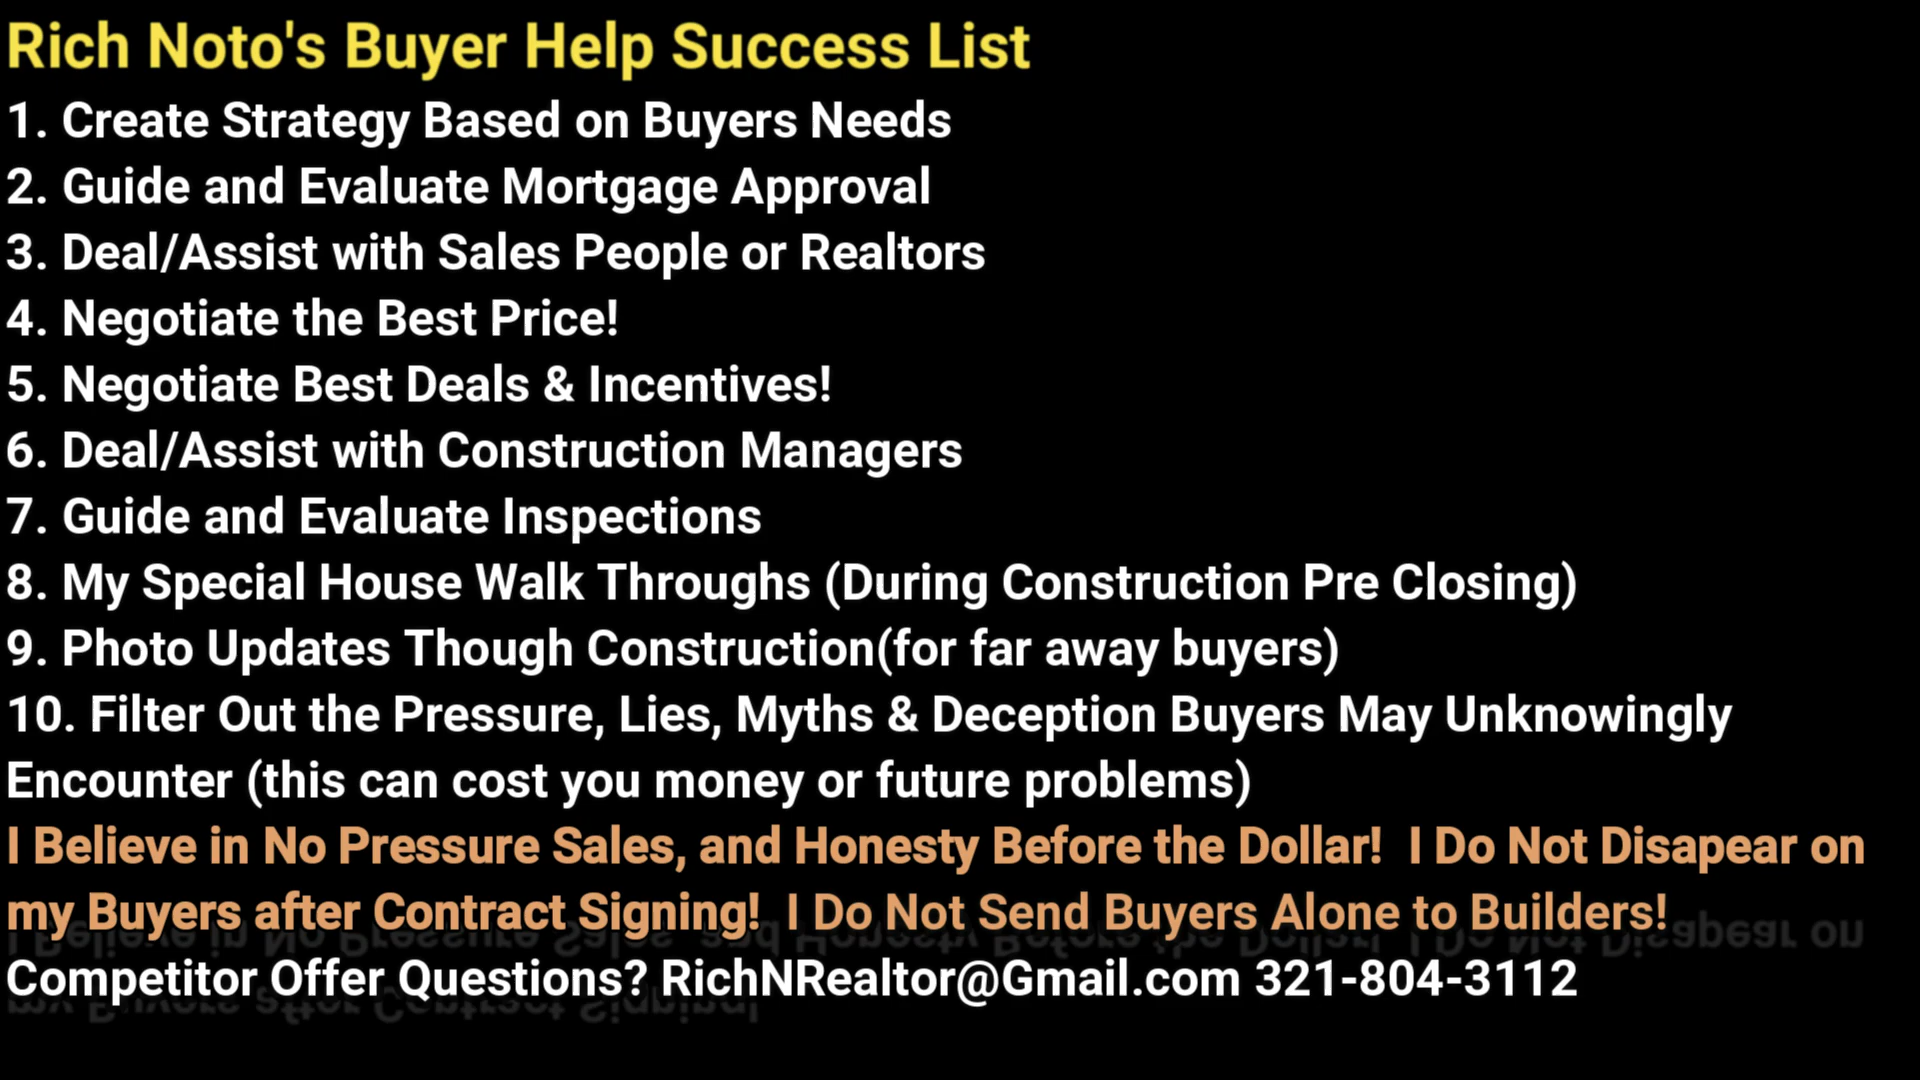 Rich Noto's Buyer Help Success List
1. Create Strategy Based on Buyers Needs
2. Guide and Evaluate Mortgage Approval
3. Deal/Assist with Sales People or Realtors
4. Negotiate the Best Price!
5. Negotiate Best Deals & Incentives!
6. Deal/Assist with Construction Managers
7. Guide and Evaluate Inspections
8. My Special House Walk Throughs (During Construction Pre Closing)
9. Photo Updates Though Construction(for far away buyers)
10. Filter Out the Pressure, Lies, Myths & Deception Buyers May Unknowingly
Encounter (this can cost you money or future problems)
I Believe in No Pressure Sales, and Honesty Before the Dollar!  I Do Not Disapear on
my Buyers after Contract Signing!  I Do Not Send Buyers Alone to Builders!
Competitor Offer Questions? RichNRealtor@Gmail.com 321-804-3112